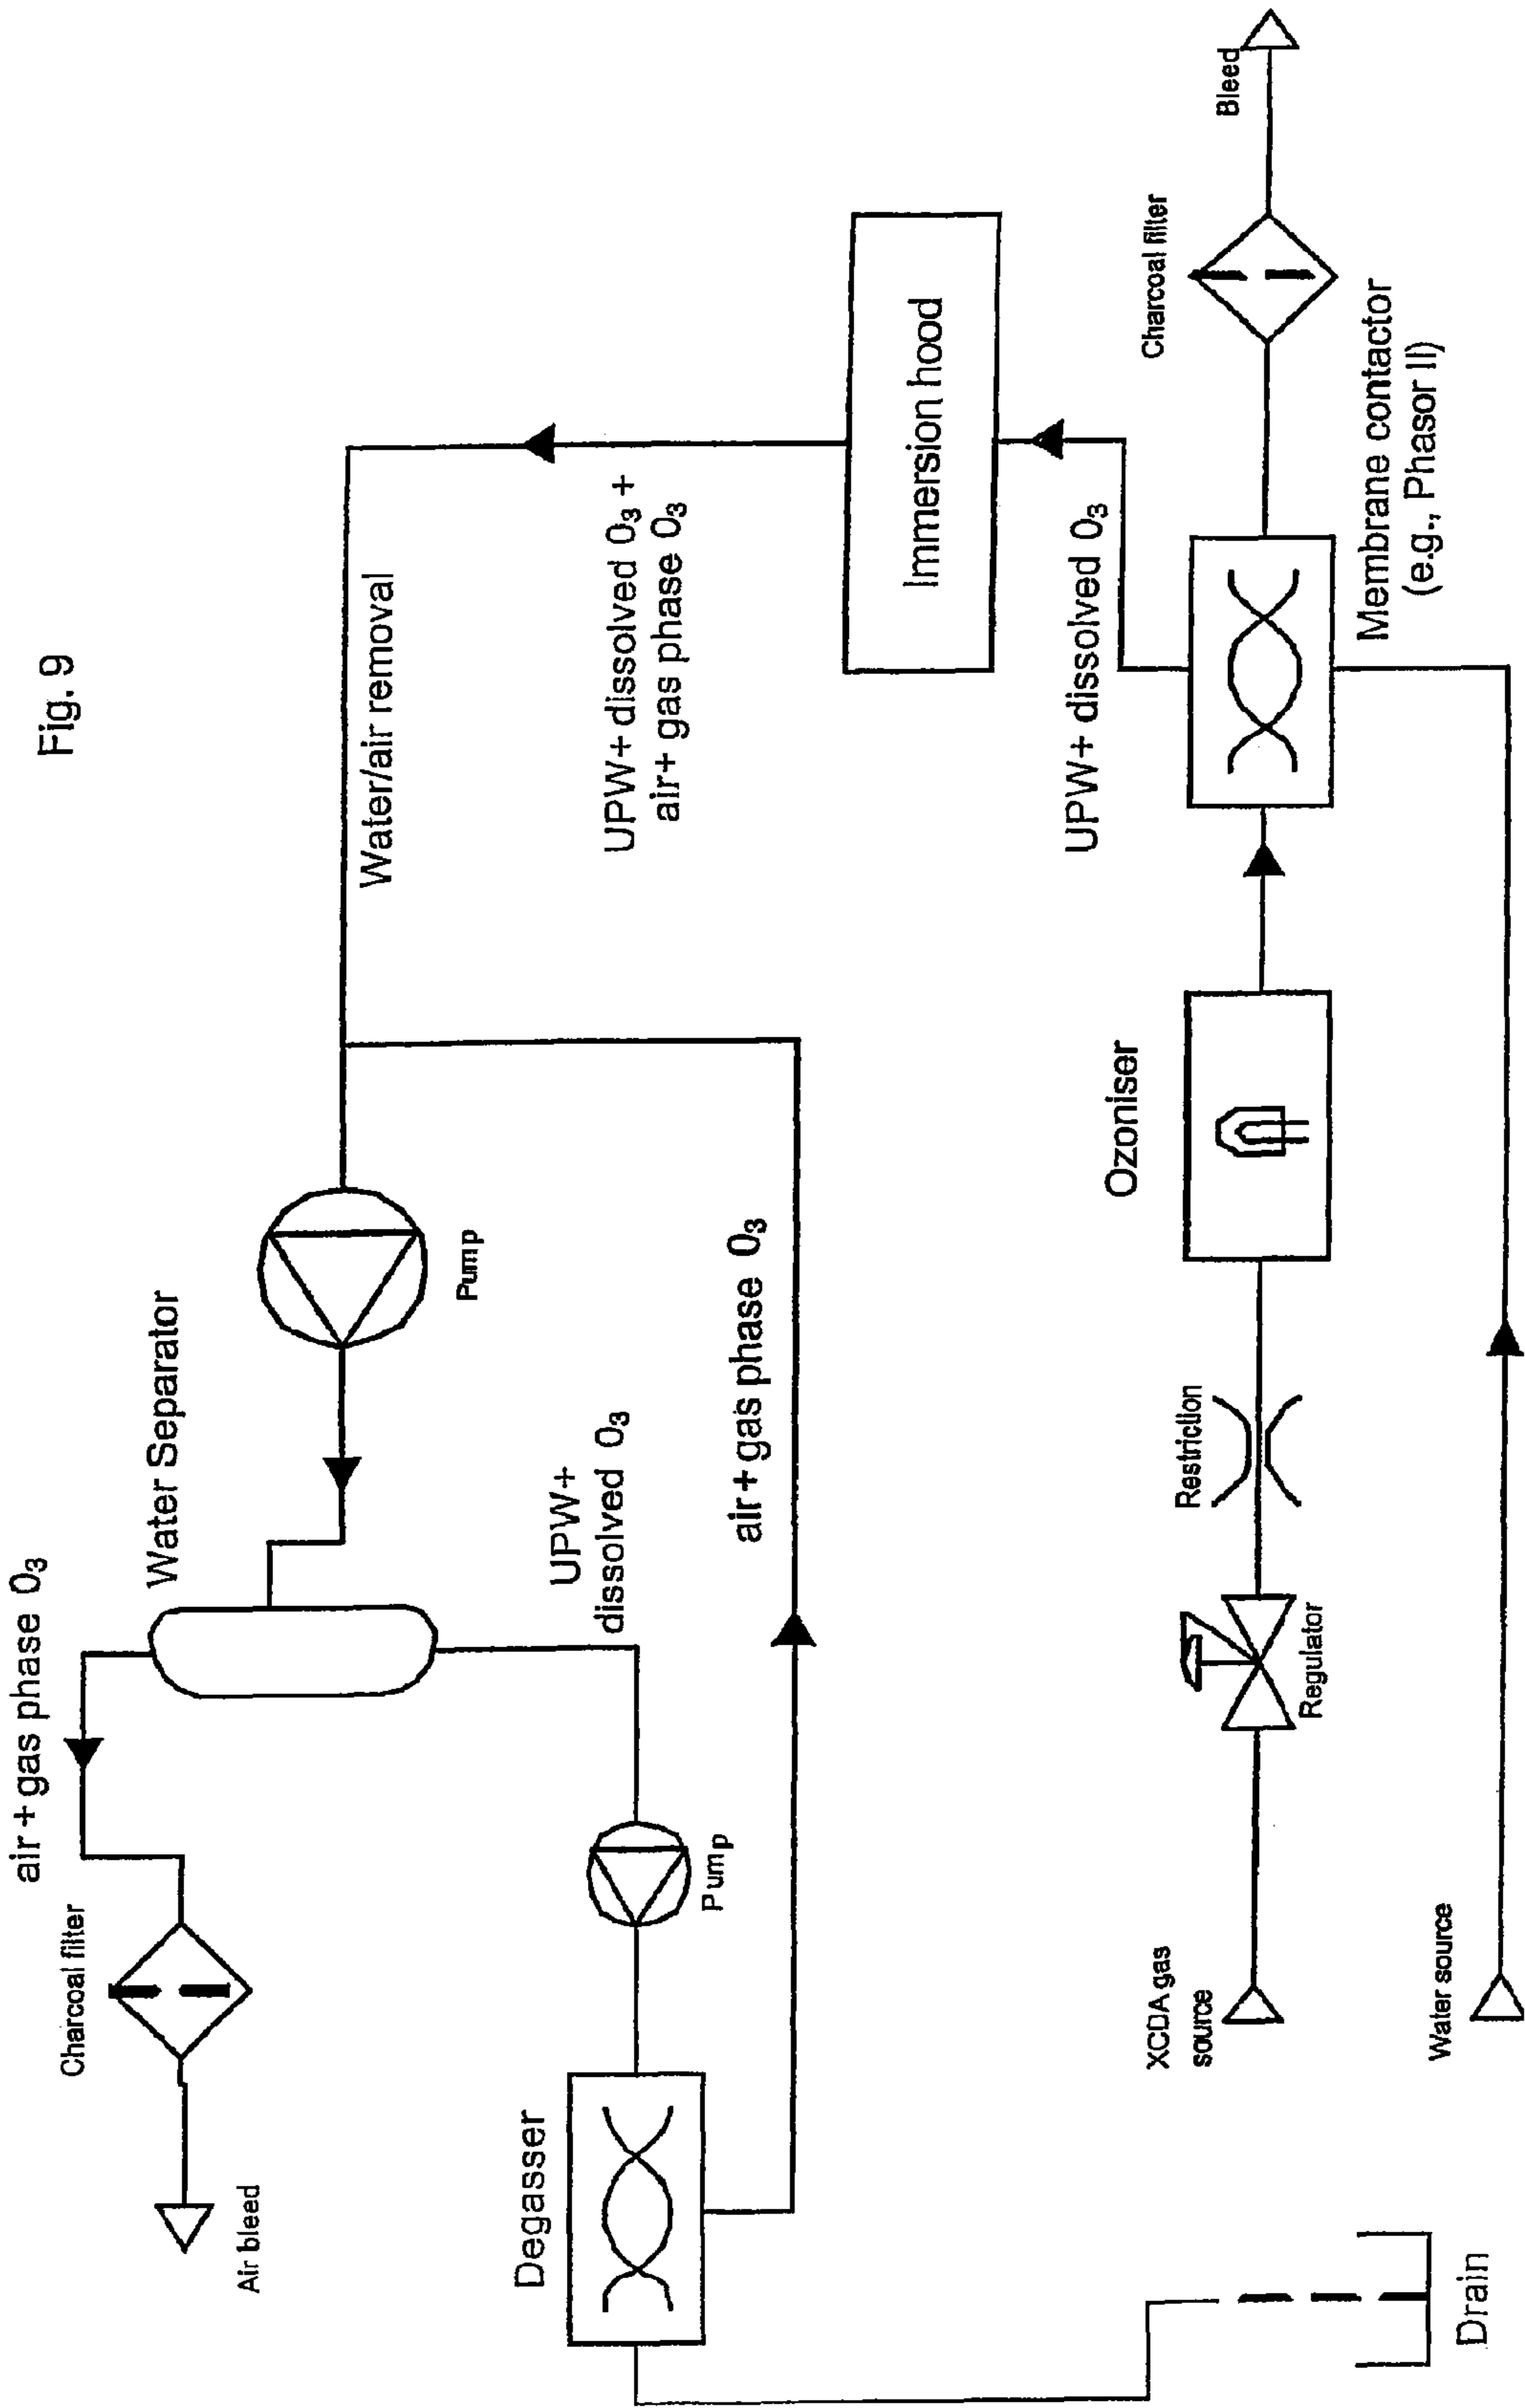 Fig. 9
Water/air removal
UPW+ dissolved O₃ +
air+ gas phase O₃
Immersion hood
UPW+ dissolved O₃
Charcoal filter
Bleed
Membrane contactor
(e.g., Phasor II)
Ozoniser
Restriction
Regulator
XCDA gas
source
Water source
Pump
Water Separator
air+gas phase O₃
Charcoal filter
Air bleed
UPW+
dissolved O₃
Pump
Degasser
air+gas phase O₃
Drain